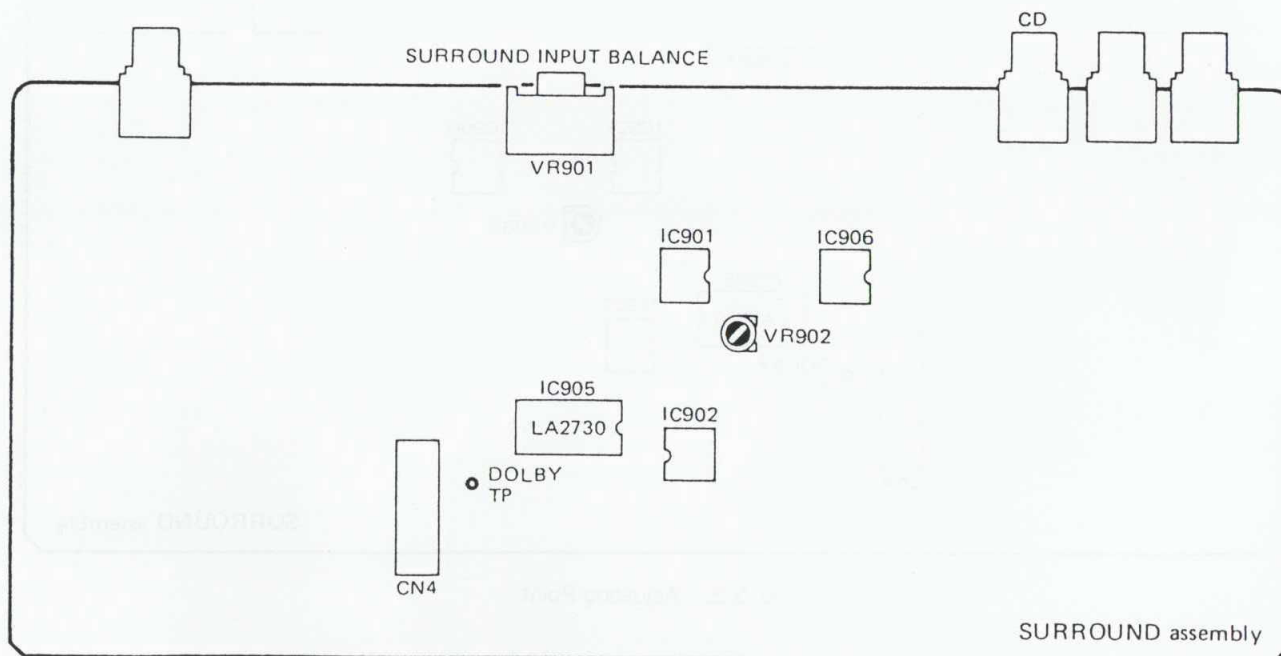 CD
SURROUND INPUT BALANCE
VR901
IC901
IC906
VR902
IC905
LA2730
IC902
DOLBY
TP
CN4
SURROUND assembly